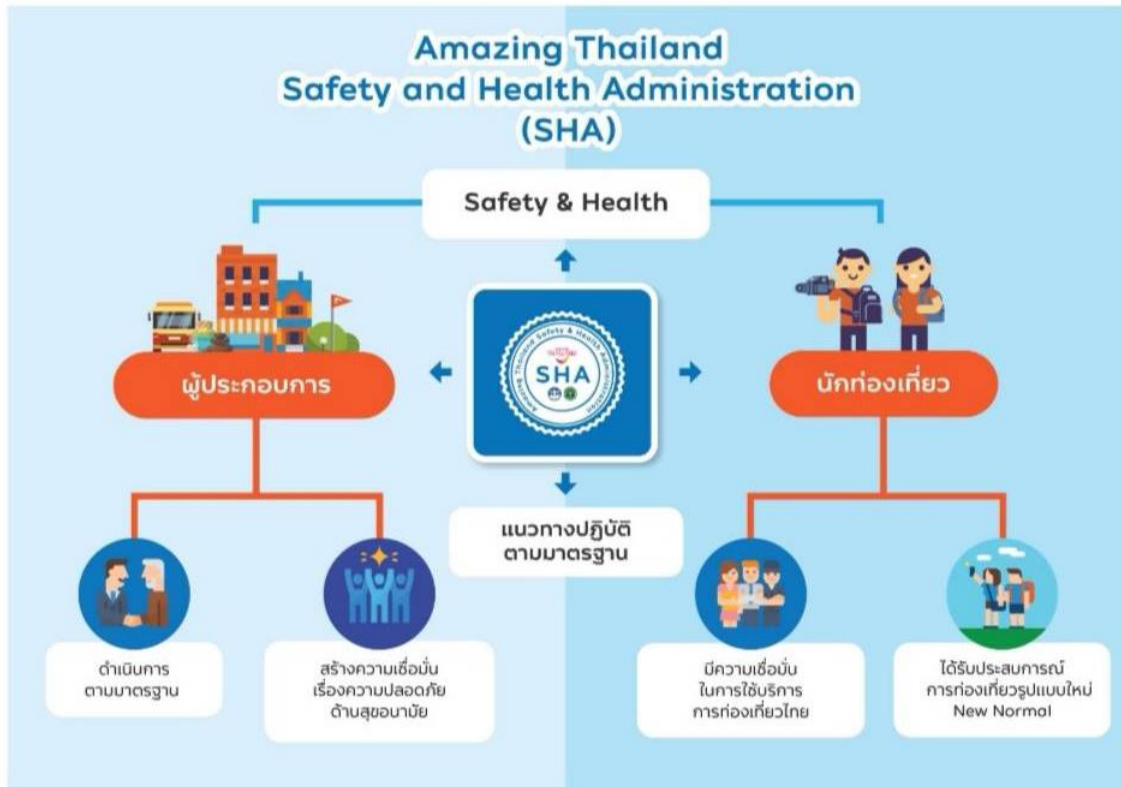 Amazing Thailand
Safety and Health Administration
(SHA)
Safety & Health
ผู้ประกอบการ
Amazing Thailand Safety & Health Administration
SHA
นักท่องเที่ยว
แนวทางปฏิบัติ
ตามมาตรฐาน
ดำเนินการ
ตามมาตรฐาน
สร้างความเชื่อมั่น
เรื่องความปลอดภัย
ด้านสุขอนามัย
มีความเชื่อมั่น
ในการใช้บริการ
การท่องเที่ยวไทย
ได้รับประสบการณ์
การท่องเที่ยวรูปแบบใหม่
New Normal